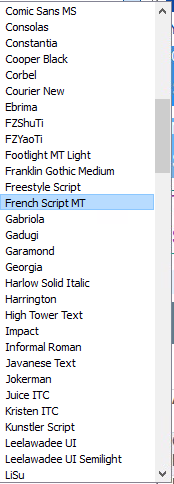 Comic Sans MS
Consolas
Constantia
Cooper Black
Corbel
Courier New
Ebrima
FZShuTi
FZYaoTi
Footlight MT Light
Franklin Gothic Medium
Freestyle Script
French Script MT
Gabriola
Gadugi
Garamond
Georgia
Harlow Solid Italic
Harrington
High Tower Text
Impact
Informal Roman
Javanese Text
Jokerman
Juice ITC
Kristen ITC
Kunstler Script
Leelawadee UI
Leelawadee UI Semilight
LiSu